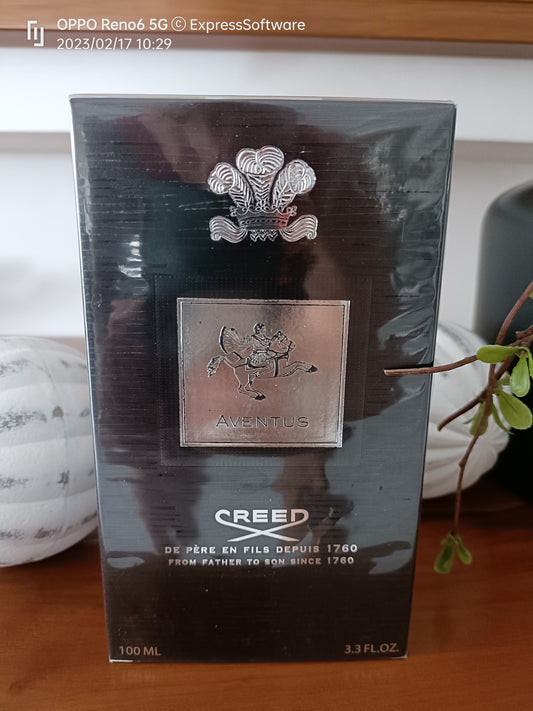 OPPO Reno6 5G © ExpressSoftware
2023/02/17 10:29
AVENTUS
CREED
DE PÈRE EN FILS DEPUIS 1760
FROM FATHER TO SON SINCE 1760
100 ML
3.3 FL.OZ.